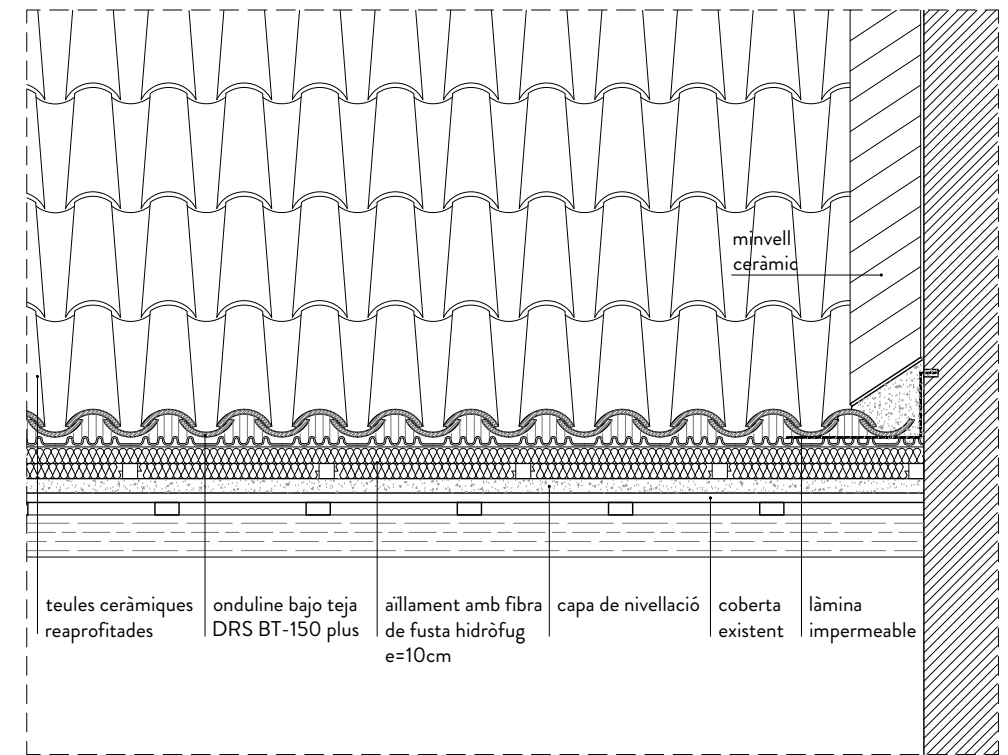 minvell
ceràmic
teules ceràmiques
reaprofitades
onduline bajo teja
DRS BT-150 plus
aïllament amb fibra
de fusta hidròfug
e=10cm
capa de nivellació
coberta
existent
làmina
impermeable